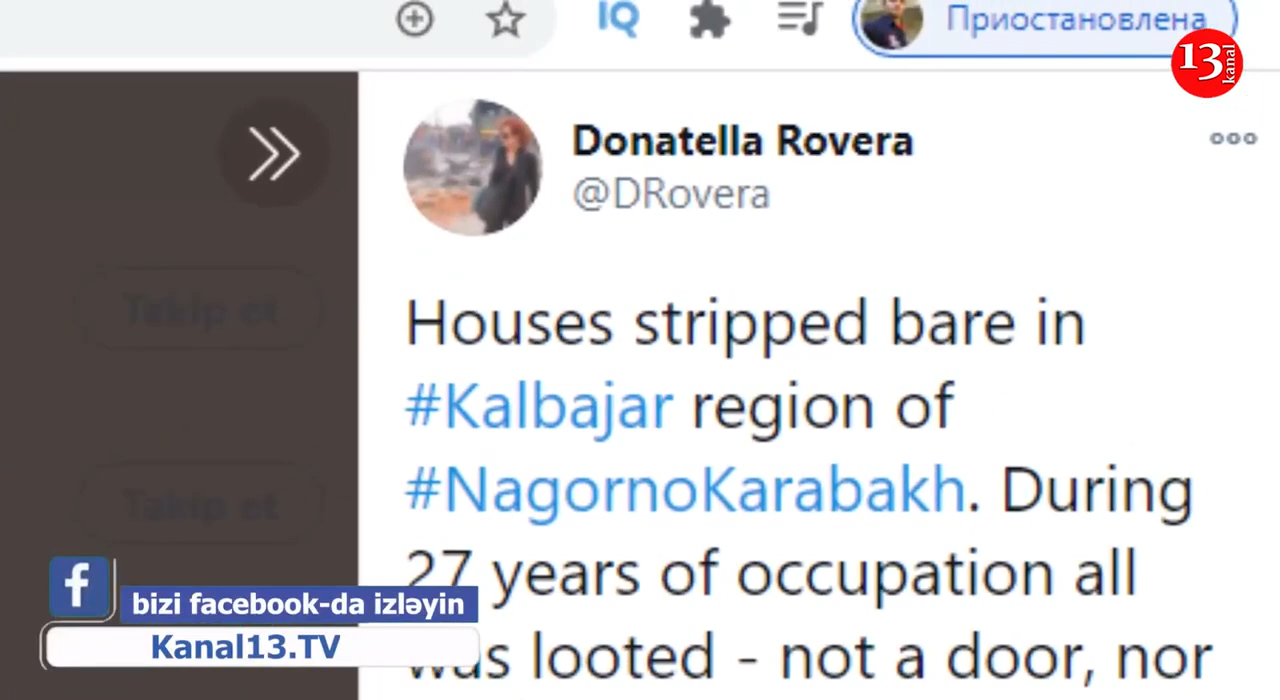 IQ
Приостановлена
13
kanal
Donatella Rovera
@DRovera
Takip et
Takip et
Houses stripped bare in
#Kalbajar region of
#NagornoKarabakh. During
27 years of occupation all
was looted - not a door, nor
f
bizi facebook-da izləyin
Kanal13.TV